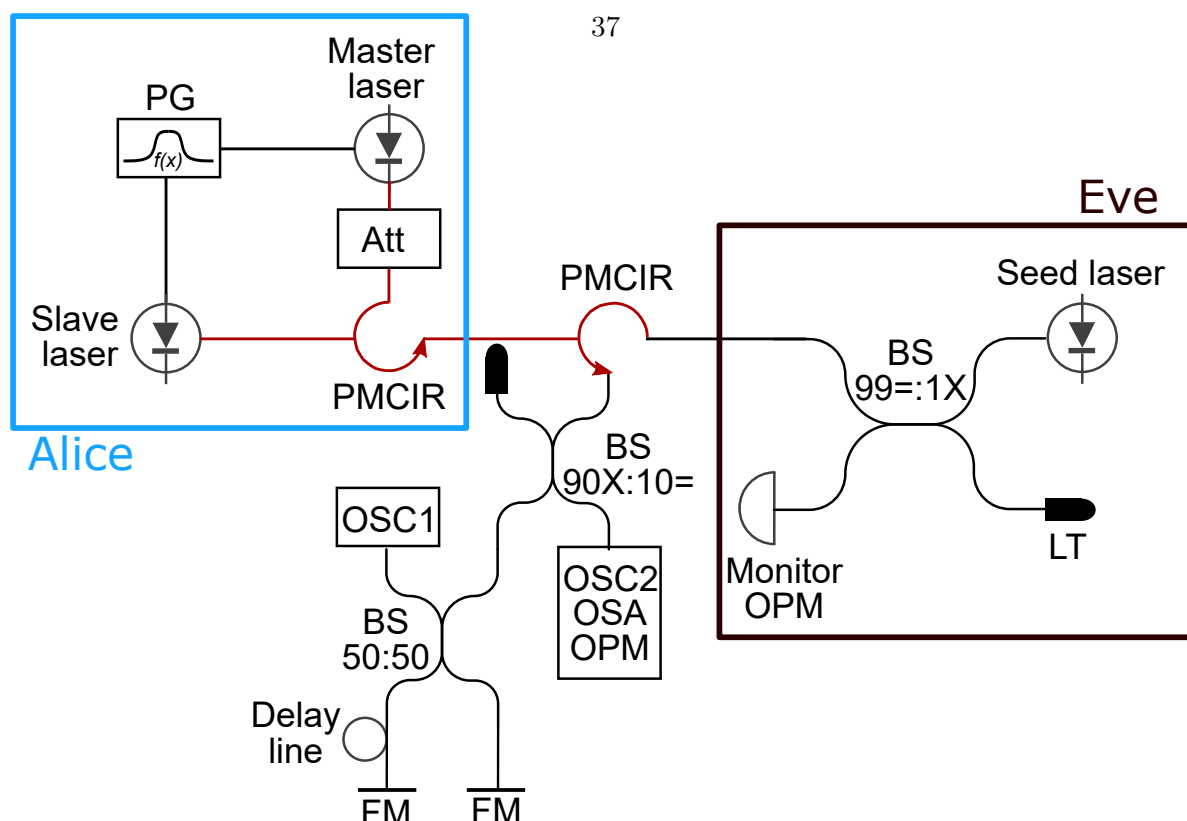 37
Master
laser
PG
f(x)
Att
Slave
laser
PMCIR
Alice
PMCIR
Eve
Seed laser
BS
99=:1X
Monitor
OPM
LT
BS
90X:10=
OSC1
OSC2
OSA
OPM
BS
50:50
Delay
line
FM
FM